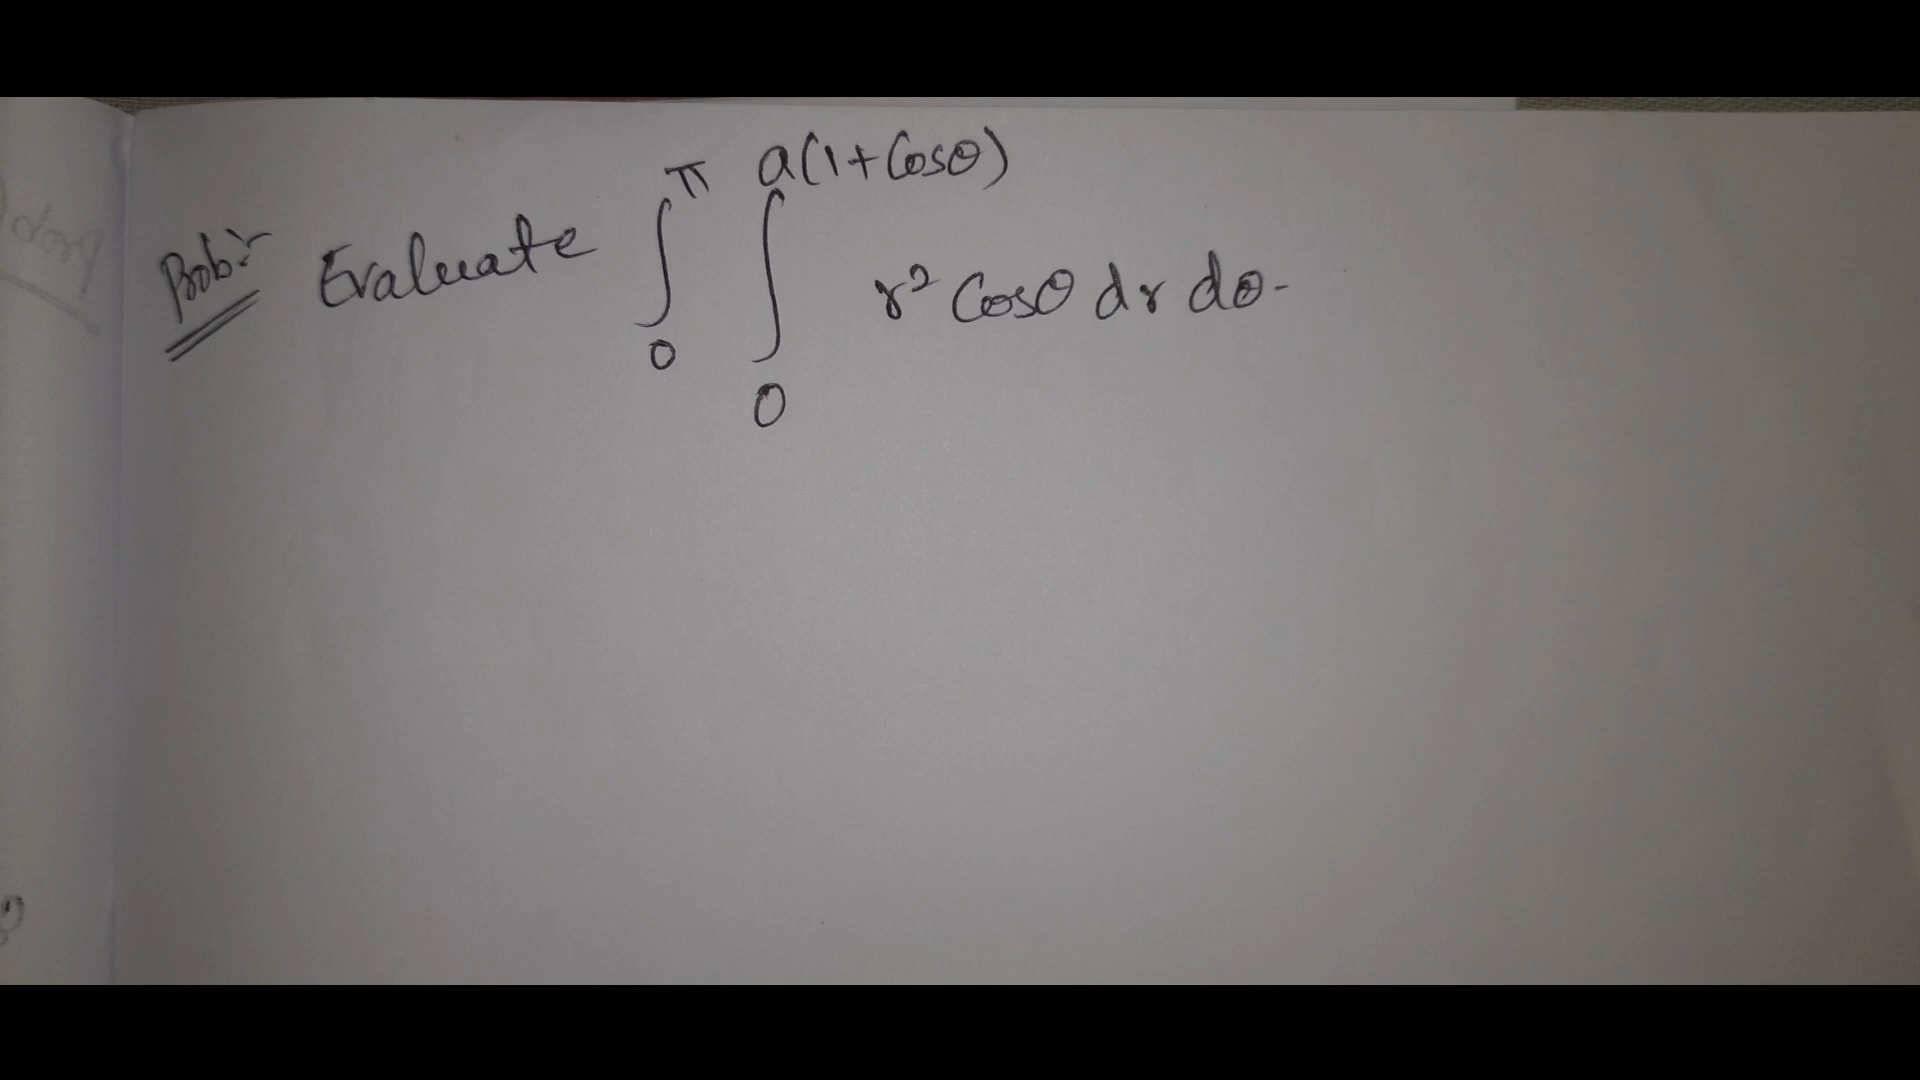 Prob:- Evaluate ∫₀^π ∫₀^{a(1+Cosθ)} r² Cosθ dr dθ.